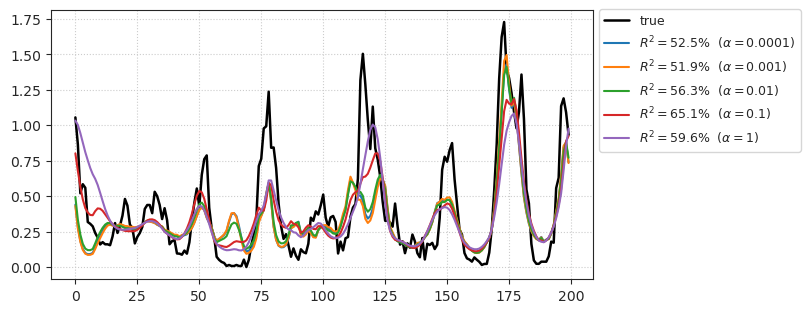 1.75
1.50
1.25
1.00
0.75
0.50
0.25
0.00
0
25
50
75
100
125
150
175
200
true
R² = 52.5% (α = 0.0001)
R² = 51.9% (α = 0.001)
R² = 56.3% (α = 0.01)
R² = 65.1% (α = 0.1)
R² = 59.6% (α = 1)